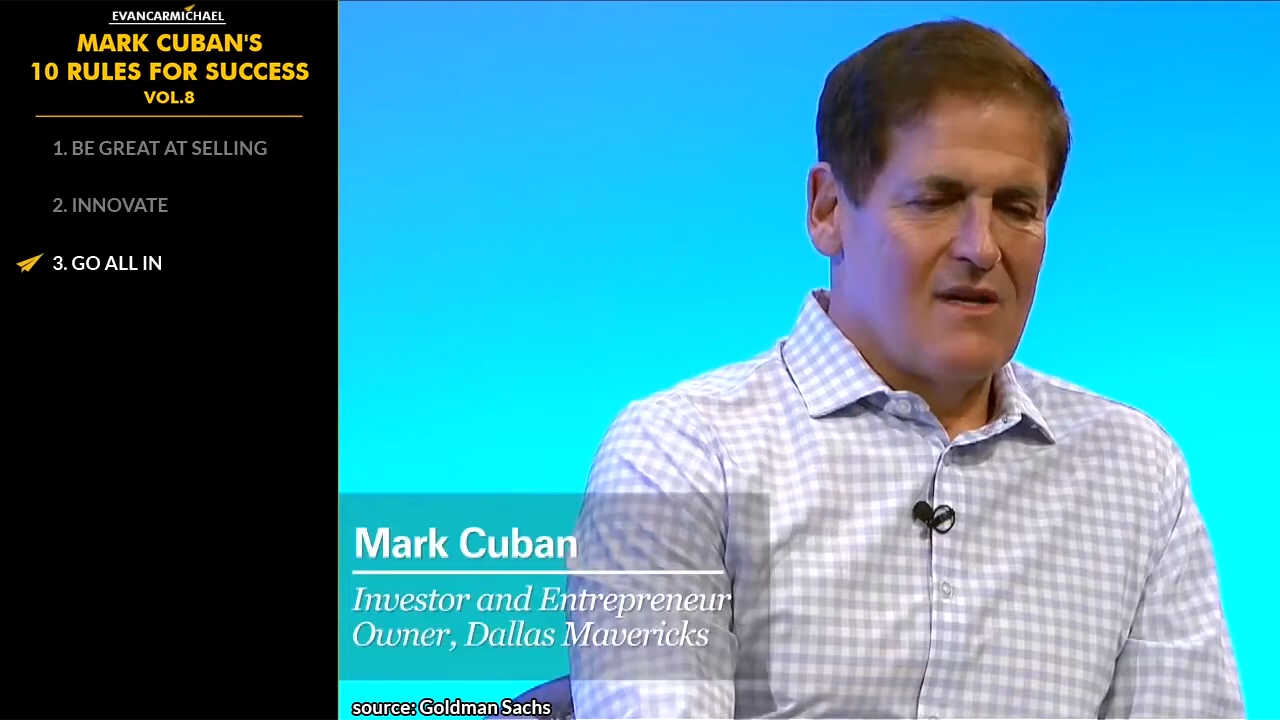 EVANCARMICHAEL
MARK CUBAN'S
10 RULES FOR SUCCESS
VOL.8
1. BE GREAT AT SELLING
2. INNOVATE
3. GO ALL IN
Mark Cuban
Investor and Entrepreneur
Owner, Dallas Mavericks
source: Goldman Sachs